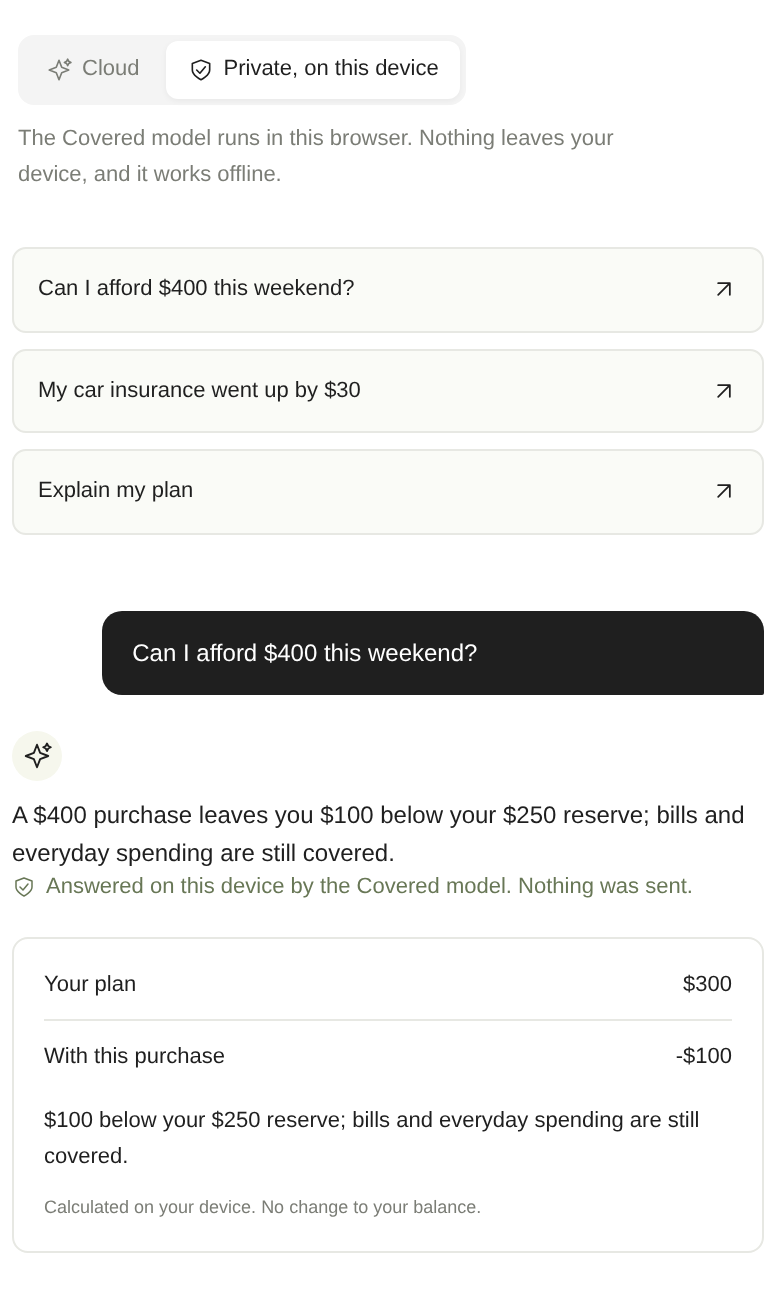 Cloud
Private, on this device
The Covered model runs in this browser. Nothing leaves your
device, and it works offline.
Can I afford $400 this weekend?
My car insurance went up by $30
Explain my plan
Can I afford $400 this weekend?
A $400 purchase leaves you $100 below your $250 reserve; bills and
everyday spending are still covered.
Answered on this device by the Covered model. Nothing was sent.
Your plan $300
With this purchase -$100
$100 below your $250 reserve; bills and everyday spending are still
covered.
Calculated on your device. No change to your balance.